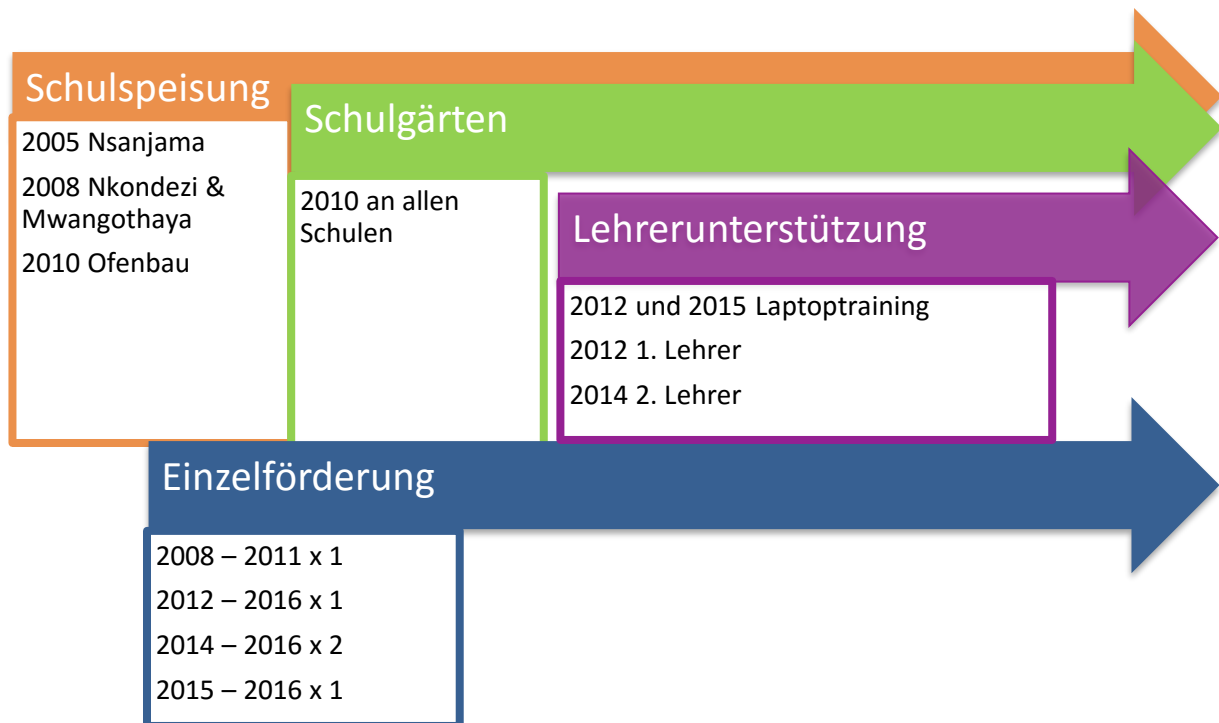 Schulspeisung
2005 Nsanjama
2008 Nkondezi &
Mwangothaya
2010 Ofenbau
Schulgärten
2010 an allen
Schulen
Lehrerunterstützung
2012 und 2015 Laptoptraining
2012 1. Lehrer
2014 2. Lehrer
Einzelförderung
2008 – 2011 x 1
2012 – 2016 x 1
2014 – 2016 x 2
2015 – 2016 x 1